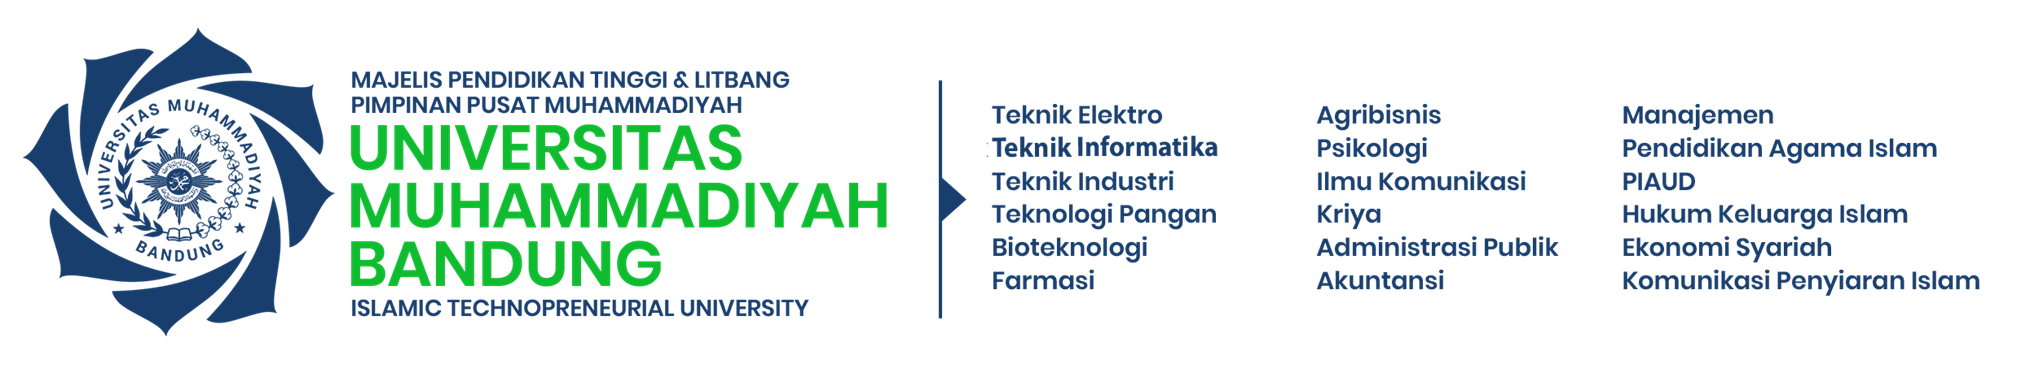 UNIVERSITAS MUHAMMADIYAH
BANDUNG
MAJELIS PENDIDIKAN TINGGI & LITBANG
PIMPINAN PUSAT MUHAMMADIYAH
UNIVERSITAS
MUHAMMADIYAH
BANDUNG
ISLAMIC TECHNOPRENEURIAL UNIVERSITY
Teknik Elektro
Teknik Informatika
Teknik Industri
Teknologi Pangan
Bioteknologi
Farmasi
Agribisnis
Psikologi
Ilmu Komunikasi
Kriya
Administrasi Publik
Akuntansi
Manajemen
Pendidikan Agama Islam
PIAUD
Hukum Keluarga Islam
Ekonomi Syariah
Komunikasi Penyiaran Islam